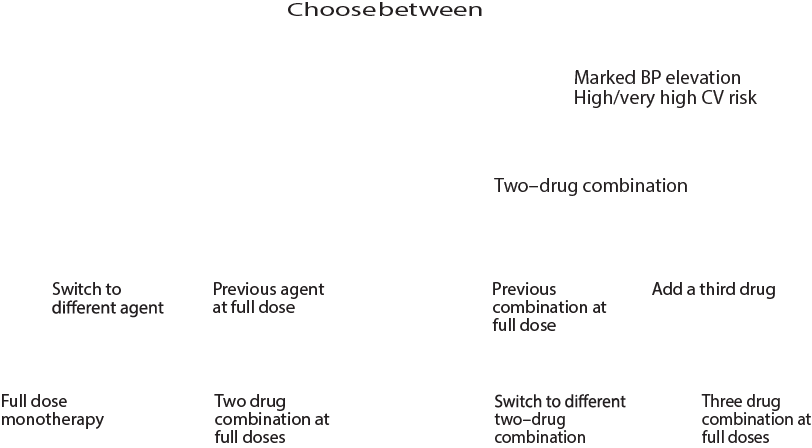 Choose between
Marked BP elevation
High/very high CV risk
Two–drug combination
Switch to
different agent
Previous agent
at full dose
Previous
combination at
full dose
Add a third drug
Full dose
monotherapy
Two drug
combination at
full doses
Switch to different
two–drug
combination
Three drug
combination at
full doses